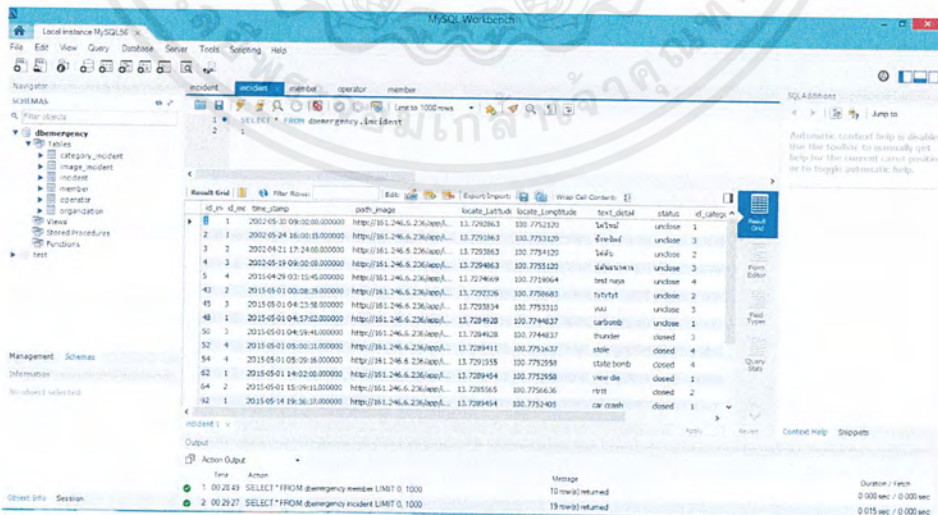 MySQL Workbench
Local instance MySQL56
File Edit View Query Database Server Tools Scripting Help
Navigator
SCHEMAS
Filter objects
dbemergency
Tables
category_incident
image_incident
incident
member
operator
organization
Views
Stored Procedures
Functions
test
Management Schemas
Information
No object selected
Object Info Session
incident incident member operator member
Limit to 1000 rows
1 SELECT * FROM dbemergency.incident
2
Result Grid Filter Rows: Edit: Export/Import: Wrap Cell Content:
time_stamp path_image locate_Latitude locate_Longtitude text_detail status
1 1 2002-05-30 09:00:00.000000 http://161.246.6.236/app/i... 13.7292863 100.7752120 unclose 1
2 1 2002-05-24 16:00:15.000000 http://161.246.6.236/app/i... 13.7291863 100.7753120 unclose 3
3 2 2002-04-21 17:24:00.000000 http://161.246.6.236/app/i... 13.7293863 100.7754120 unclose 2
4 3 2002-05-19 09:00:00.000000 http://161.246.6.236/app/i... 13.7294863 100.7755120 unclose 3
5 4 2015-04-29 03:15:45.000000 http://161.246.6.236/app/i... 13.7274669 100.7719064 test naja unclose 4
43 2 2015-05-01 00:08:39.000000 http://161.246.6.236/app/i... 13.7292326 100.7758683 tytytyt unclose 2
45 3 2015-05-01 04:23:58.000000 http://161.246.6.236/app/i... 13.7293834 100.7753310 yuu unclose 3
48 1 2015-05-01 04:57:02.000000 http://161.246.6.236/app/i... 13.7284928 100.7744837 carbomb unclose 1
50 3 2015-05-01 04:59:41.000000 http://161.246.6.236/app/i... 13.7284928 100.7744837 thunder closed 3
52 4 2015-05-01 05:00:31.000000 http://161.246.6.236/app/i... 13.7289411 100.7751637 stole closed 4
54 4 2015-05-01 05:09:16.000000 http://161.246.6.236/app/i... 13.7291955 100.7752958 state bomb closed 4
62 1 2015-05-01 14:02:00.000000 http://161.246.6.236/app/i... 13.7289454 100.7752958 view die closed 1
64 2 2015-05-01 15:09:11.000000 http://161.246.6.236/app/i... 13.7285565 100.7756636 closed 2
92 1 2015-05-14 19:36:37.000000 http://161.246.6.236/app/i... 13.7289454 100.7752405 car crash closed 1
incident 1
Apply Revert
Result Grid
Form Editor
Field Types
Query Stats
SQL Additions
Jump to
Automatic context help is disabled.
Use the toolbar to manually get
help for the current caret position
or to toggle automatic help.
Context Help Snippets
Output
Action Output
Time Action Message Duration / Fetch
1 00:28:49 SELECT * FROM dbemergency.member LIMIT 0, 1000 10 row(s) returned 0.000 sec / 0.000 sec
2 00:29:27 SELECT * FROM dbemergency.incident LIMIT 0, 1000 19 row(s) returned 0.015 sec / 0.000 sec